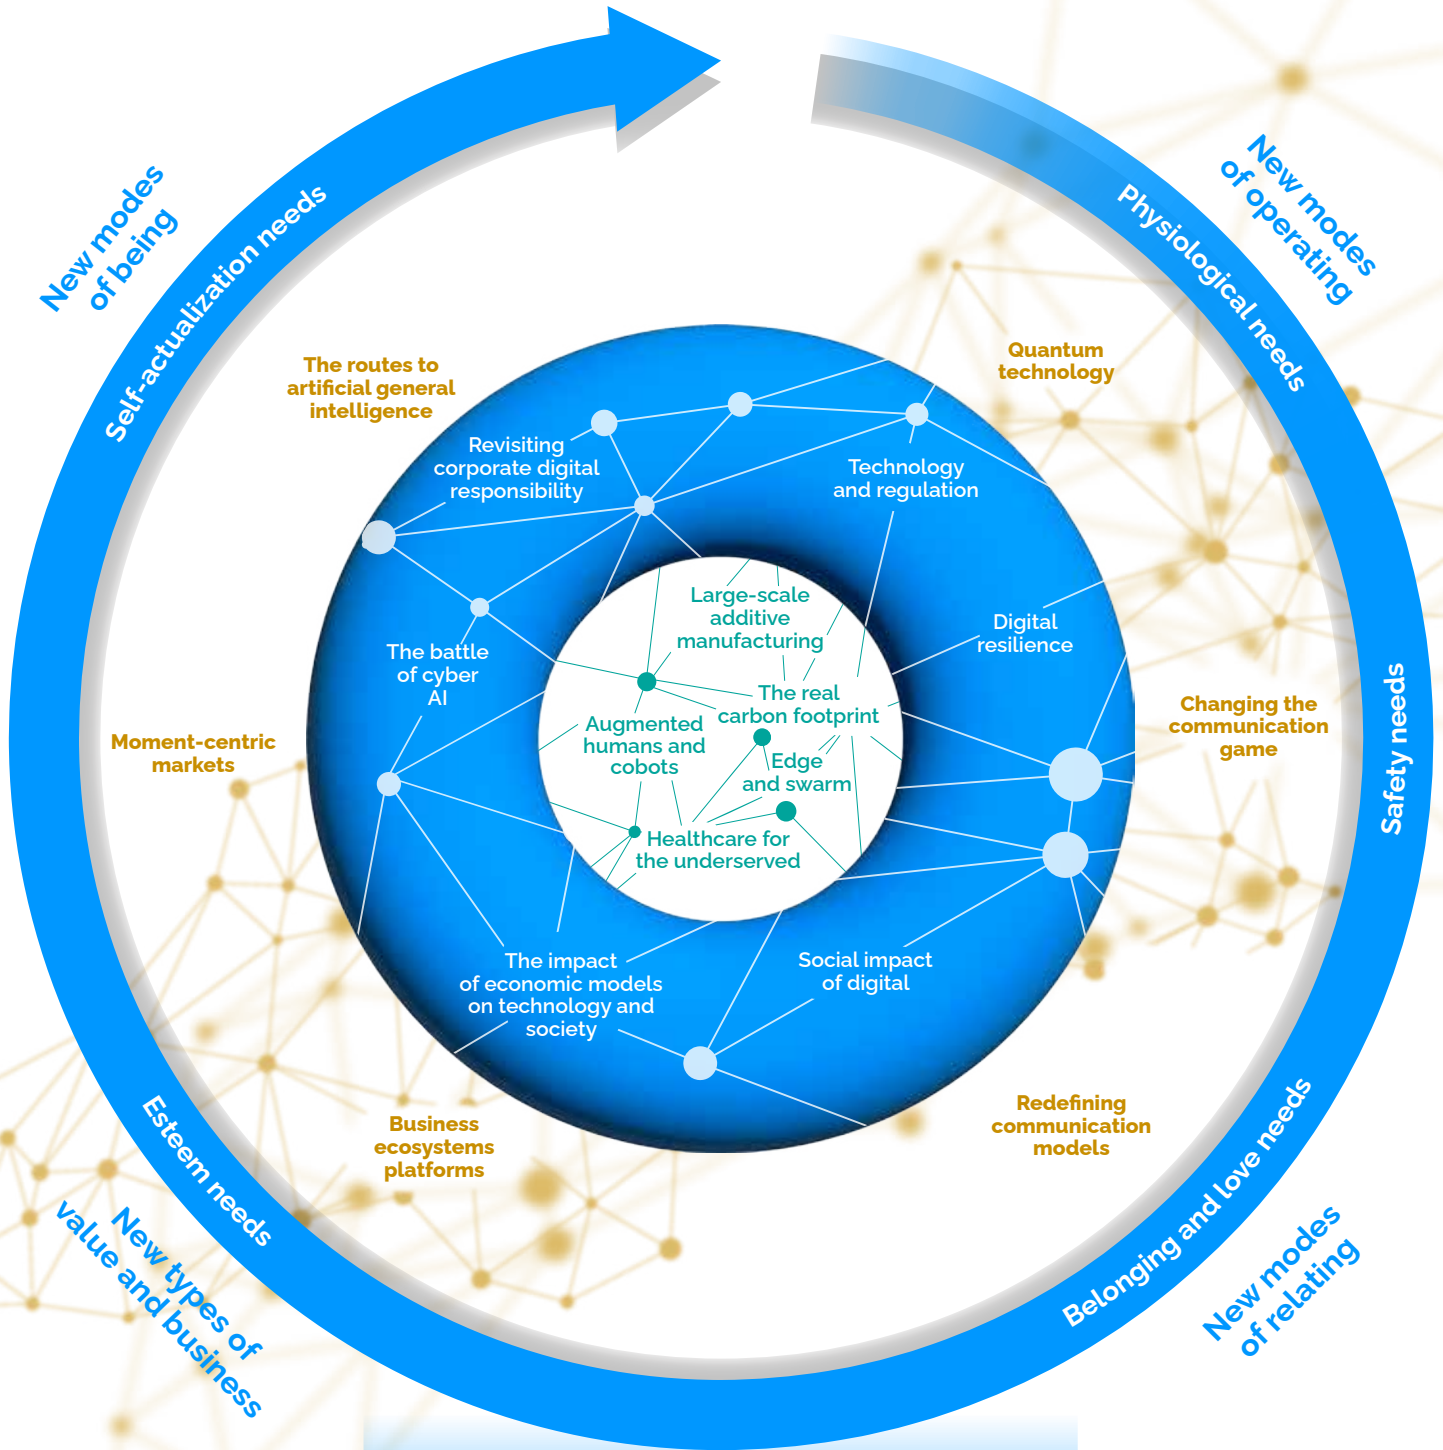 New modes
of being
Self-actualization needs
New modes
of operating
Physiological needs
Safety needs
Belonging and love needs
New modes
of relating
Esteem needs
New types of
value and business
The routes to
artificial general
intelligence
Quantum
technology
Moment-centric
markets
Changing the
communication
game
Business
ecosystems
platforms
Redefining
communication
models
Revisiting
corporate digital
responsibility
Technology
and regulation
The battle
of cyber
AI
Digital
resilience
The impact
of economic models
on technology and
society
Social impact
of digital
Large-scale
additive
manufacturing
The real
carbon footprint
Augmented
humans and
cobots
Edge
and swarm
Healthcare for
the underserved